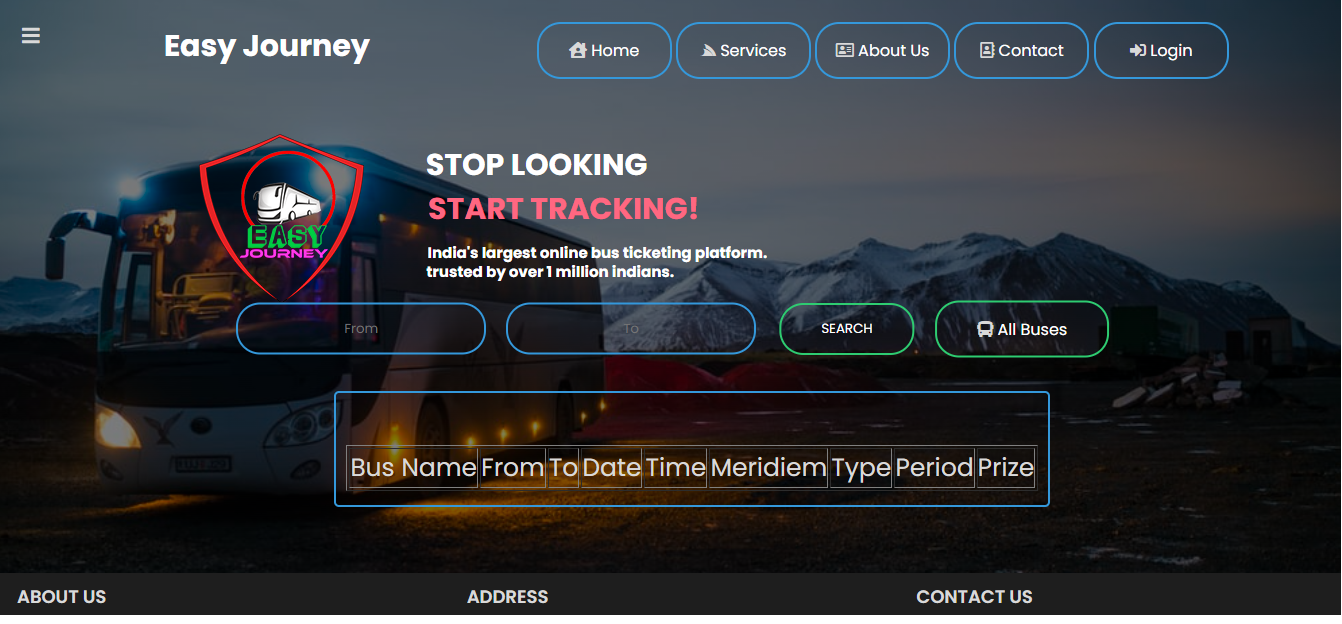 Easy Journey
Home Services About Us Contact Login
STOP LOOKING
START TRACKING!
EASY
JOURNEY
India's largest online bus ticketing platform.
trusted by over 1 million indians.
From To SEARCH All Buses
Bus Name From To Date Time Meridiem Type Period Prize
ABOUT US ADDRESS CONTACT US